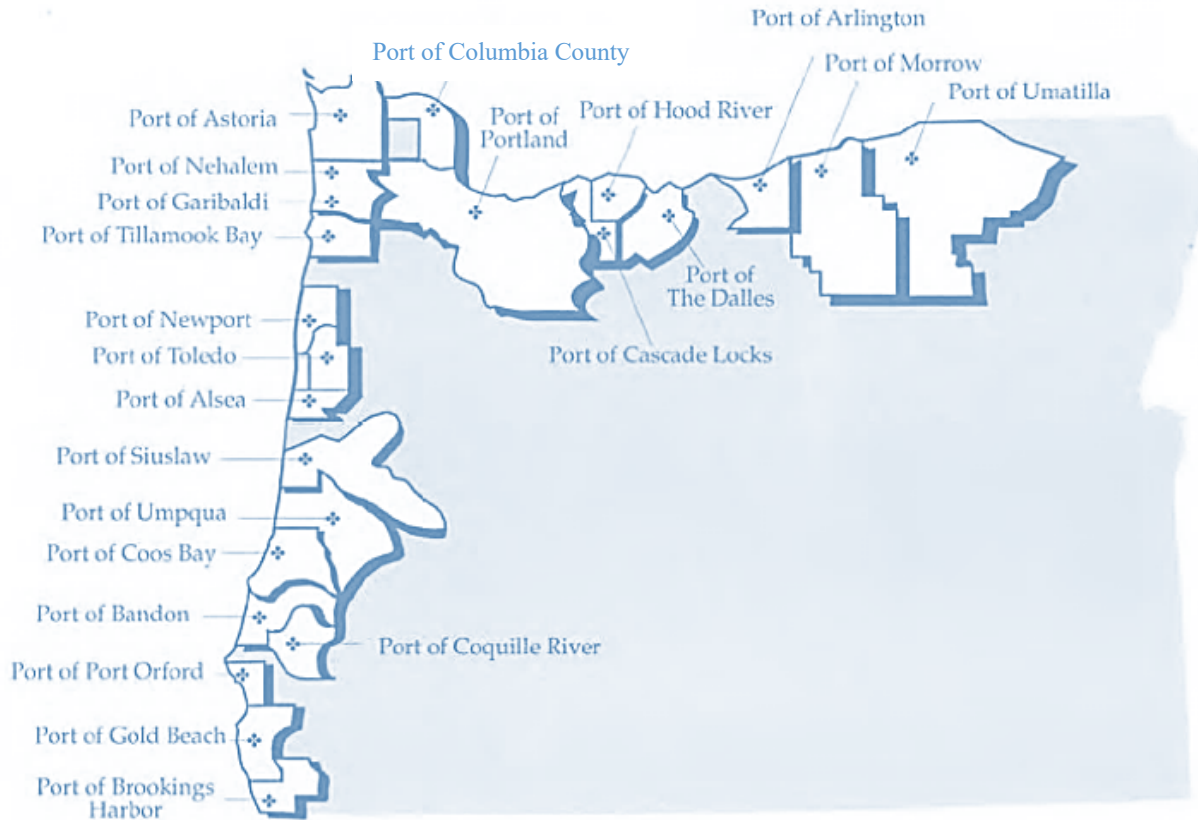 Port of Arlington
Port of Columbia County
Port of Morrow
Port of Umatilla
Port of Hood River
Port of
Portland
Port of Astoria
Port of Nehalem
Port of Garibaldi
Port of Tillamook Bay
Port of
The Dalles
Port of Newport
Port of Toledo
Port of Cascade Locks
Port of Alsea
Port of Siuslaw
Port of Umpqua
Port of Coos Bay
Port of Bandon
Port of Coquille River
Port of Port Orford
Port of Gold Beach
Port of Brookings
Harbor